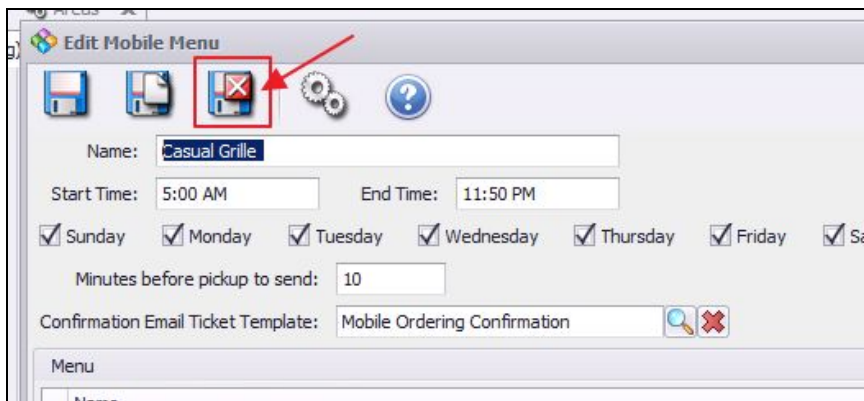 Edit Mobile Menu
Name: Casual Grille
Start Time: 5:00 AM End Time: 11:50 PM
Sunday Monday Tuesday Wednesday Thursday Friday
Minutes before pickup to send: 10
Confirmation Email Ticket Template: Mobile Ordering Confirmation
Menu